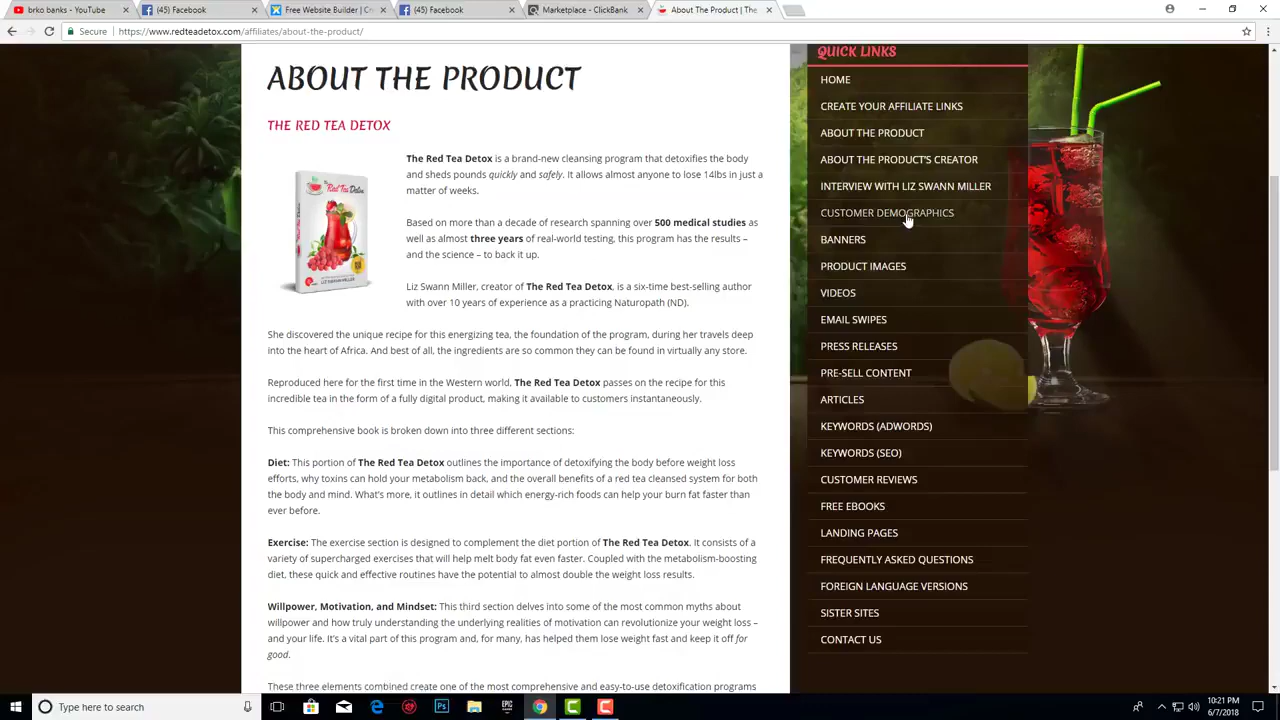 brko banks - YouTube
(45) Facebook
Free Website Builder | Cr
(45) Facebook
Marketplace - ClickBank
About The Product | The
Secure
https://www.redteadetox.com/affiliates/about-the-product/
ABOUT THE PRODUCT
THE RED TEA DETOX
The Red Tea Detox is a brand-new cleansing program that detoxifies the body
and sheds pounds quickly and safely. It allows almost anyone to lose 14lbs in just a
matter of weeks.
Based on more than a decade of research spanning over 500 medical studies as
well as almost three years of real-world testing, this program has the results –
and the science – to back it up.
Liz Swann Miller, creator of The Red Tea Detox, is a six-time best-selling author
with over 10 years of experience as a practicing Naturopath (ND).
Red Tea Detox
She discovered the unique recipe for this energizing tea, the foundation of the program, during her travels deep
into the heart of Africa. And best of all, the ingredients are so common they can be found in virtually any store.
Reproduced here for the first time in the Western world, The Red Tea Detox passes on the recipe for this
incredible tea in the form of a fully digital product, making it available to customers instantaneously.
This comprehensive book is broken down into three different sections:
Diet: This portion of The Red Tea Detox outlines the importance of detoxifying the body before weight loss
efforts, why toxins can hold your metabolism back, and the overall benefits of a red tea cleansed system for both
the body and mind. What's more, it outlines in detail which energy-rich foods can help your burn fat faster than
ever before.
Exercise: The exercise section is designed to complement the diet portion of The Red Tea Detox. It consists of a
variety of supercharged exercises that will help melt body fat even faster. Coupled with the metabolism-boosting
diet, these quick and effective routines have the potential to almost double the weight loss results.
Willpower, Motivation, and Mindset: This third section delves into some of the most common myths about
willpower and how truly understanding the underlying realities of motivation can revolutionize your weight loss –
and your life. It's a vital part of this program and, for many, has helped them lose weight fast and keep it off for
good.
These three elements combined create one of the most comprehensive and easy-to-use detoxification programs
QUICK LINKS
HOME
CREATE YOUR AFFILIATE LINKS
ABOUT THE PRODUCT
ABOUT THE PRODUCT'S CREATOR
INTERVIEW WITH LIZ SWANN MILLER
CUSTOMER DEMOGRAPHICS
BANNERS
PRODUCT IMAGES
VIDEOS
EMAIL SWIPES
PRESS RELEASES
PRE-SELL CONTENT
ARTICLES
KEYWORDS (ADWORDS)
KEYWORDS (SEO)
CUSTOMER REVIEWS
FREE EBOOKS
LANDING PAGES
FREQUENTLY ASKED QUESTIONS
FOREIGN LANGUAGE VERSIONS
SISTER SITES
CONTACT US
Type here to search
EPIC
10:21 PM
6/7/2018